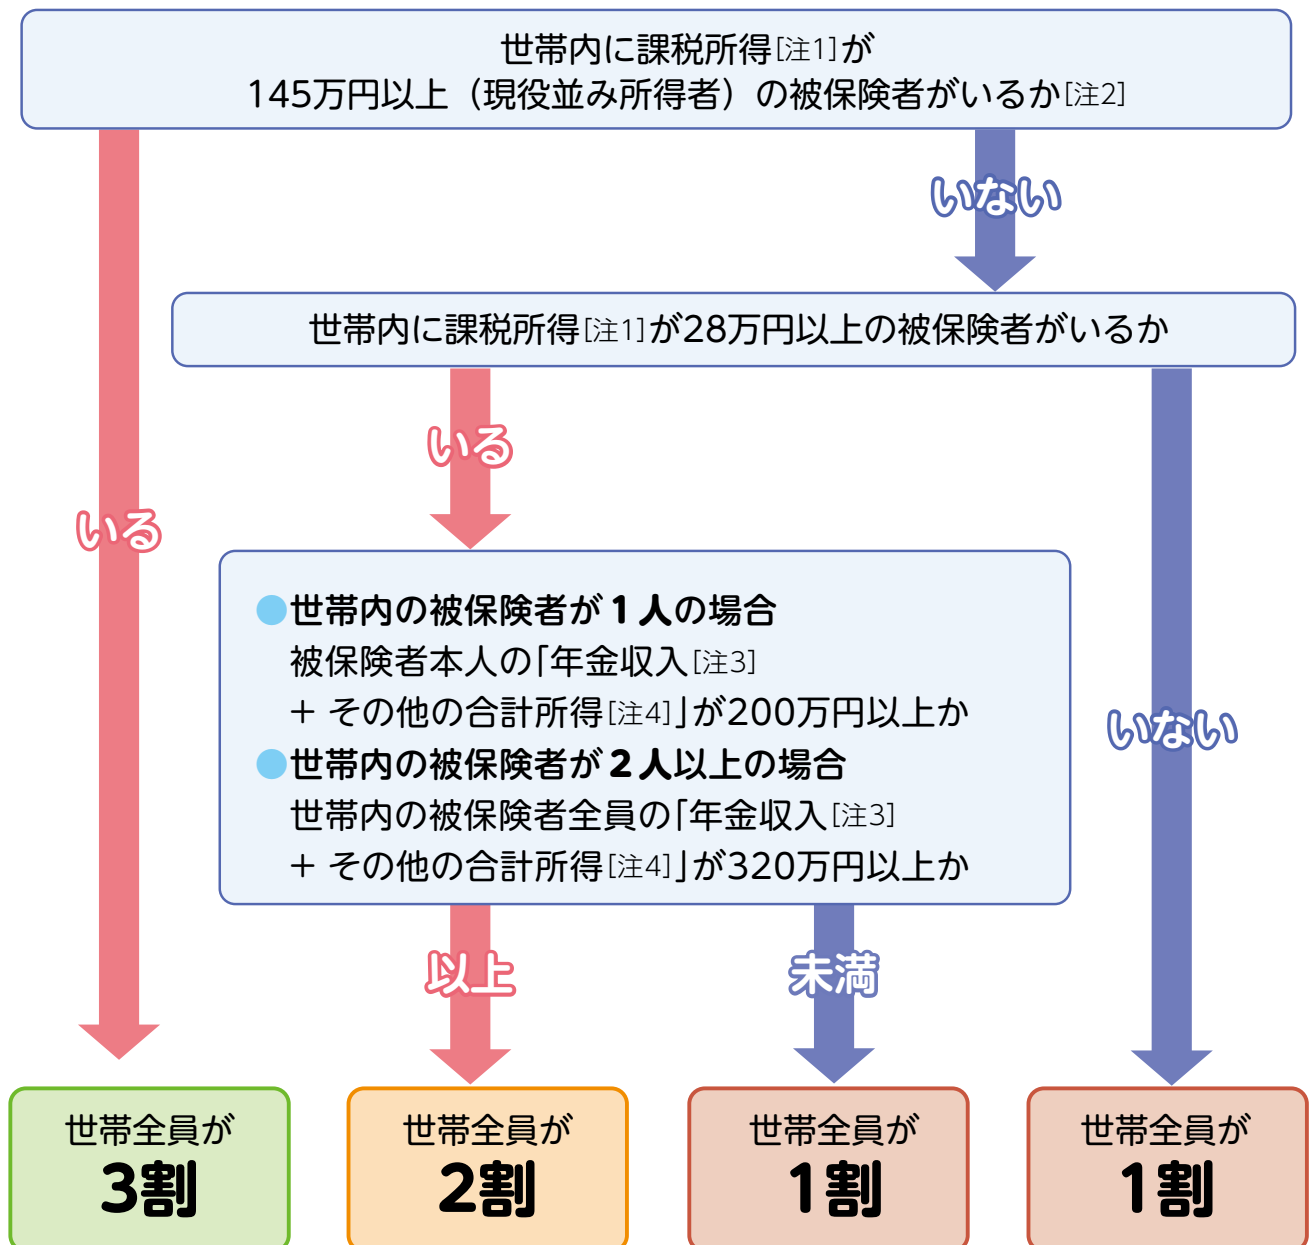 世帯内に課税所得[注1]が
145万円以上（現役並み所得者）の被保険者がいるか[注2]
いない
世帯内に課税所得[注1]が28万円以上の被保険者がいるか
いる
いる
●世帯内の被保険者が1人の場合
被保険者本人の「年金収入[注3]
＋ その他の合計所得[注4]」が200万円以上か
●世帯内の被保険者が2人以上の場合
世帯内の被保険者全員の「年金収入[注3]
＋ その他の合計所得[注4]」が320万円以上か
いない
以上
未満
世帯全員が
3割
世帯全員が
2割
世帯全員が
1割
世帯全員が
1割